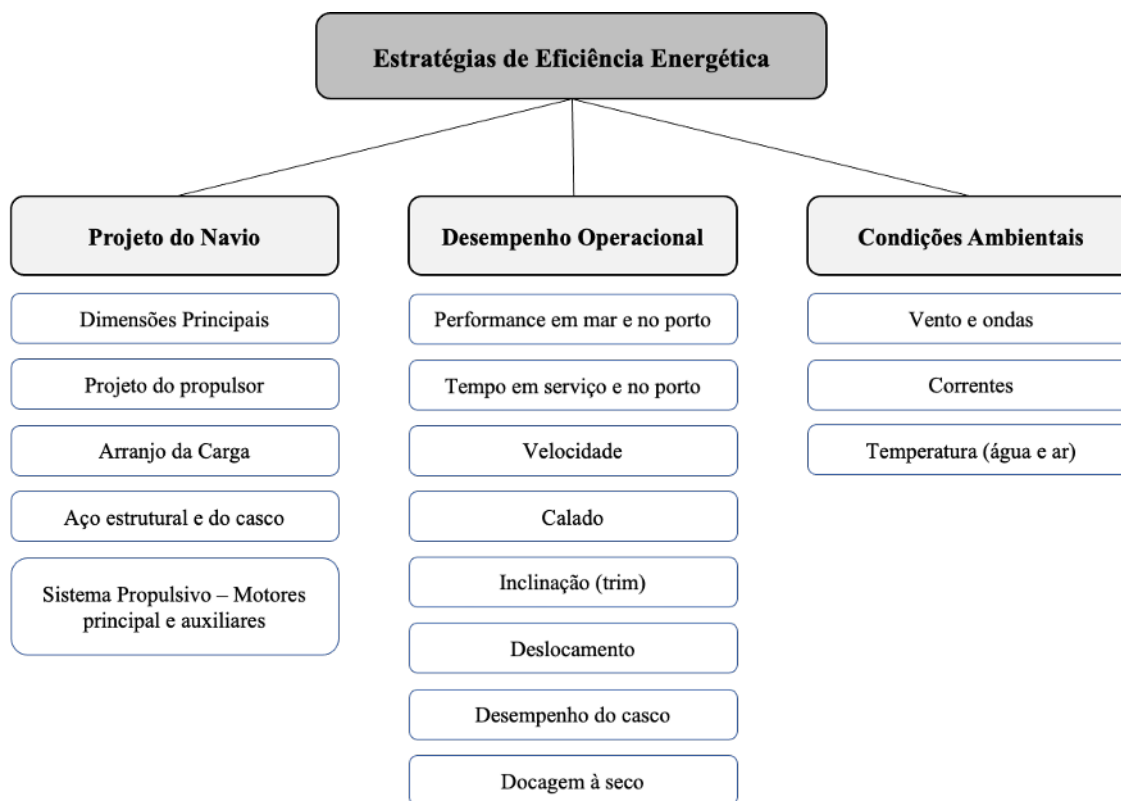 Estratégias de Eficiência Energética
Projeto do Navio
Dimensões Principais
Projeto do propulsor
Arranjo da Carga
Aço estrutural e do casco
Sistema Propulsivo – Motores
principal e auxiliares
Desempenho Operacional
Performance em mar e no porto
Tempo em serviço e no porto
Velocidade
Calado
Inclinação (trim)
Deslocamento
Desempenho do casco
Docagem à seco
Condições Ambientais
Vento e ondas
Correntes
Temperatura (água e ar)